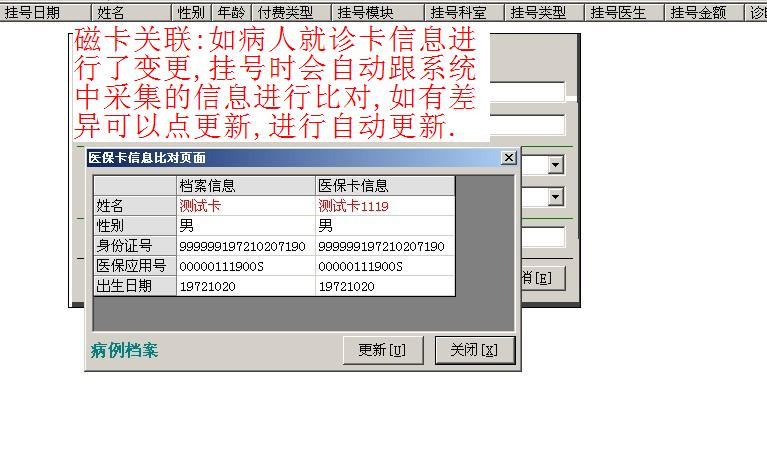 挂号日期 姓名 性别 年龄 付费类型 挂号模块 挂号科室 挂号类型 挂号医生 挂号金额
磁卡关联:如病人就诊卡信息进
行了变更,挂号时会自动跟系统
中采集的信息进行比对,如有差
异可以点更新,进行自动更新.
医保卡信息比对页面
档案信息 医保卡信息
姓名 测试卡 测试卡1119
性别 男 男
身份证号 999999197210207190 999999197210207190
医保应用号 00000111900S 00000111900S
出生日期 19721020 19721020
消[E]
病例档案 更新[U] 关闭[X]